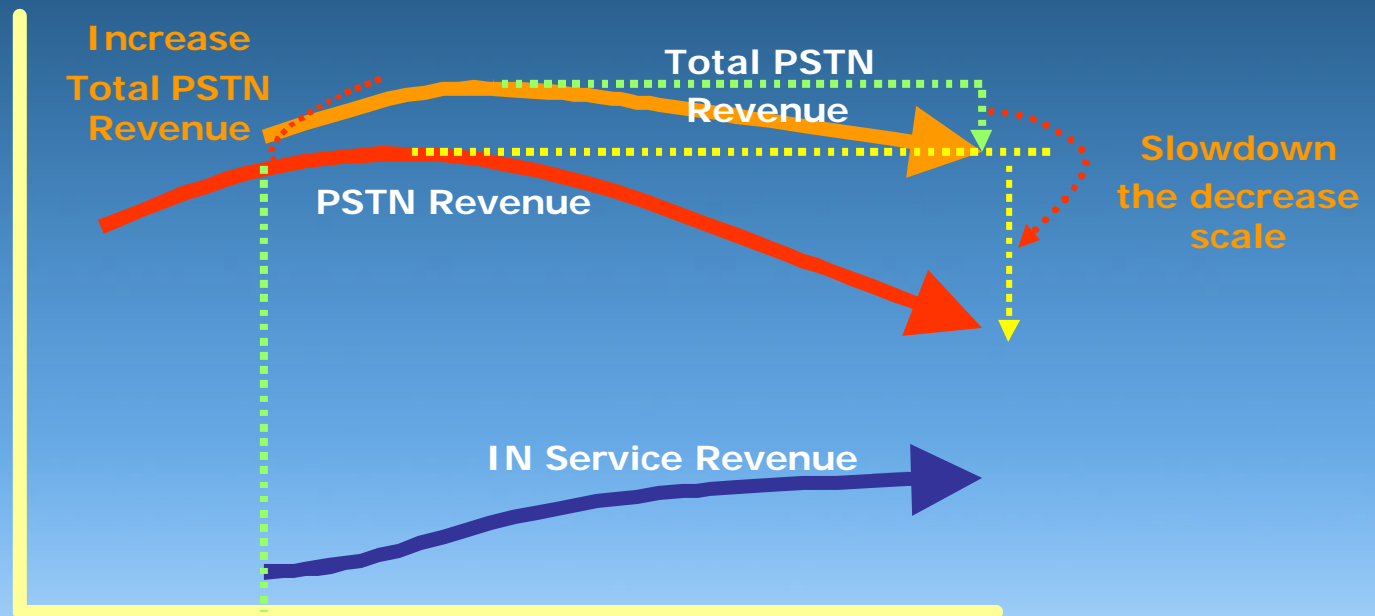 Increase
Total PSTN
Revenue
Total PSTN
Revenue
Slowdown
the decrease
scale
PSTN Revenue
IN Service Revenue